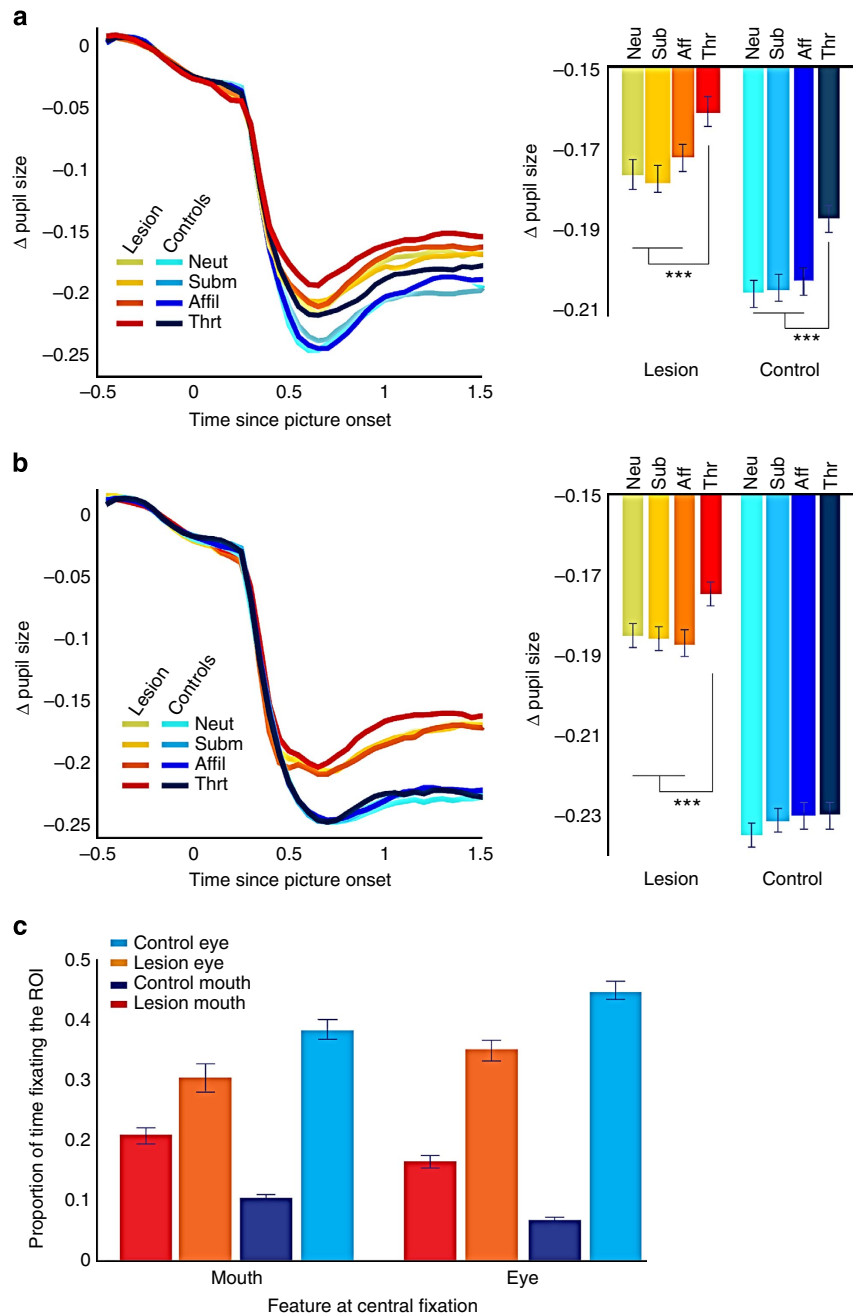 a
0
−0.05
−0.1
−0.15
−0.2
−0.25
Δ pupil size
Lesion
Controls
Neut
Subm
Affil
Thrt
−0.5
0
0.5
1
1.5
Time since picture onset
Neu
Sub
Aff
Thr
Neu
Sub
Aff
Thr
−0.15
−0.17
−0.19
−0.21
Δ pupil size
***
***
Lesion
Control
b
0
−0.05
−0.1
−0.15
−0.2
−0.25
Δ pupil size
Lesion
Controls
Neut
Subm
Affil
Thrt
−0.5
0
0.5
1
1.5
Time since picture onset
Neu
Sub
Aff
Thr
Neu
Sub
Aff
Thr
−0.15
−0.17
−0.19
−0.21
−0.23
Δ pupil size
***
Lesion
Control
c
Control eye
Lesion eye
Control mouth
Lesion mouth
0.5
0.4
0.3
0.2
0.1
0
Proportion of time fixating the ROI
Mouth
Eye
Feature at central fixation